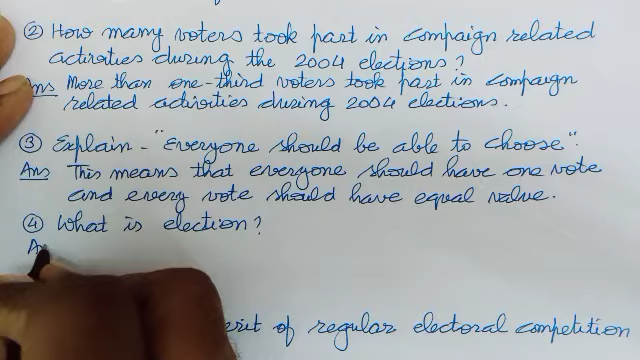 ② How many voters took part in compaign related
activities during the 2004 elections?
Ans More than one-third voters took part in compaign
related activities during 2004 elections.
③ Explain - "Everyone should be able to choose".
Ans This means that everyone should have one vote
and every vote should have equal value.
④ What is election?
A
of regular electoral competition